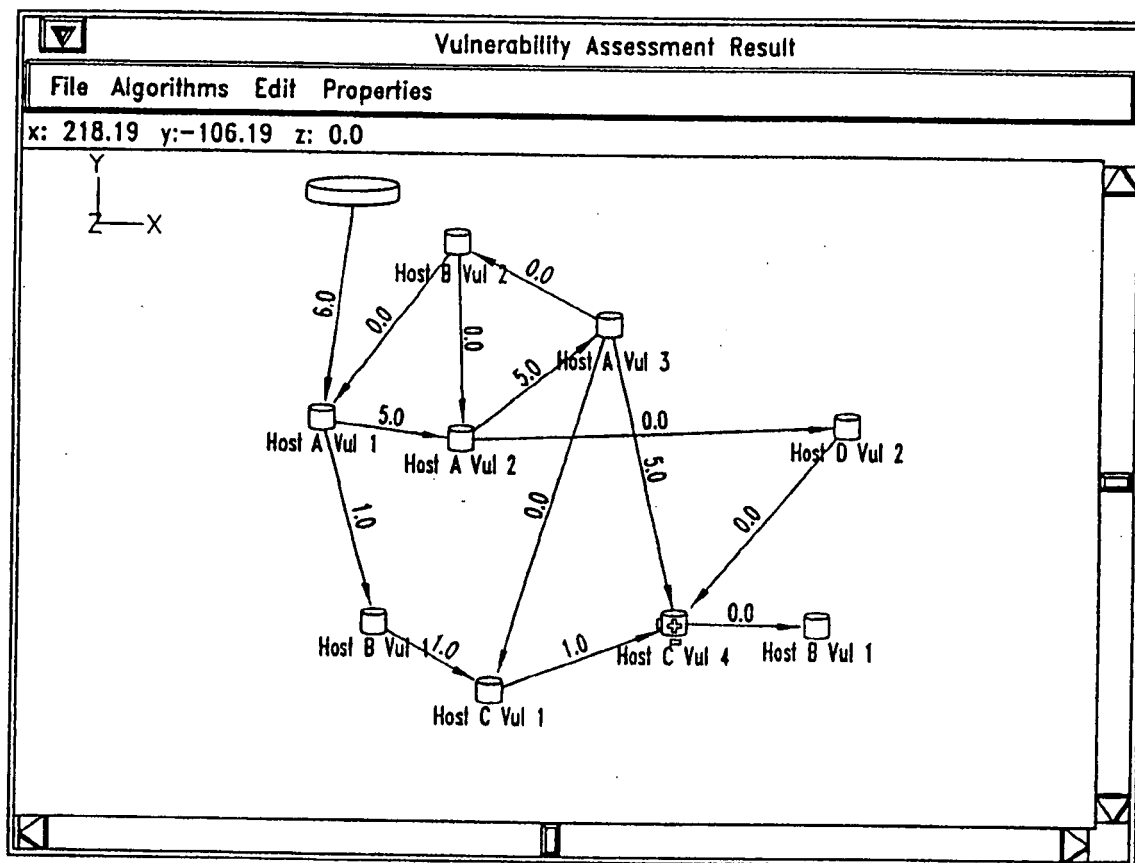 Vulnerability Assessment Result
File Algorithms Edit Properties
x: 218.19 y:-106.19 z: 0.0
Y
Z X
Host B Vul 2
0.0
6.0
0.0
0.0
Host A Vul 3
5.0
5.0
0.0
Host A Vul 1
Host A Vul 2
Host D Vul 2
5.0
0.0
1.0
0.0
Host B Vul 1
1.0
1.0
0.0
Host C Vul 4
Host B Vul 1
Host C Vul 1